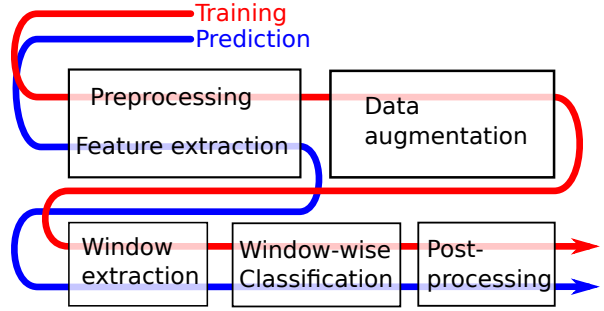 Training
Prediction
Preprocessing
Feature extraction
Data
augmentation
Window
extraction
Window-wise
Classification
Post-
processing